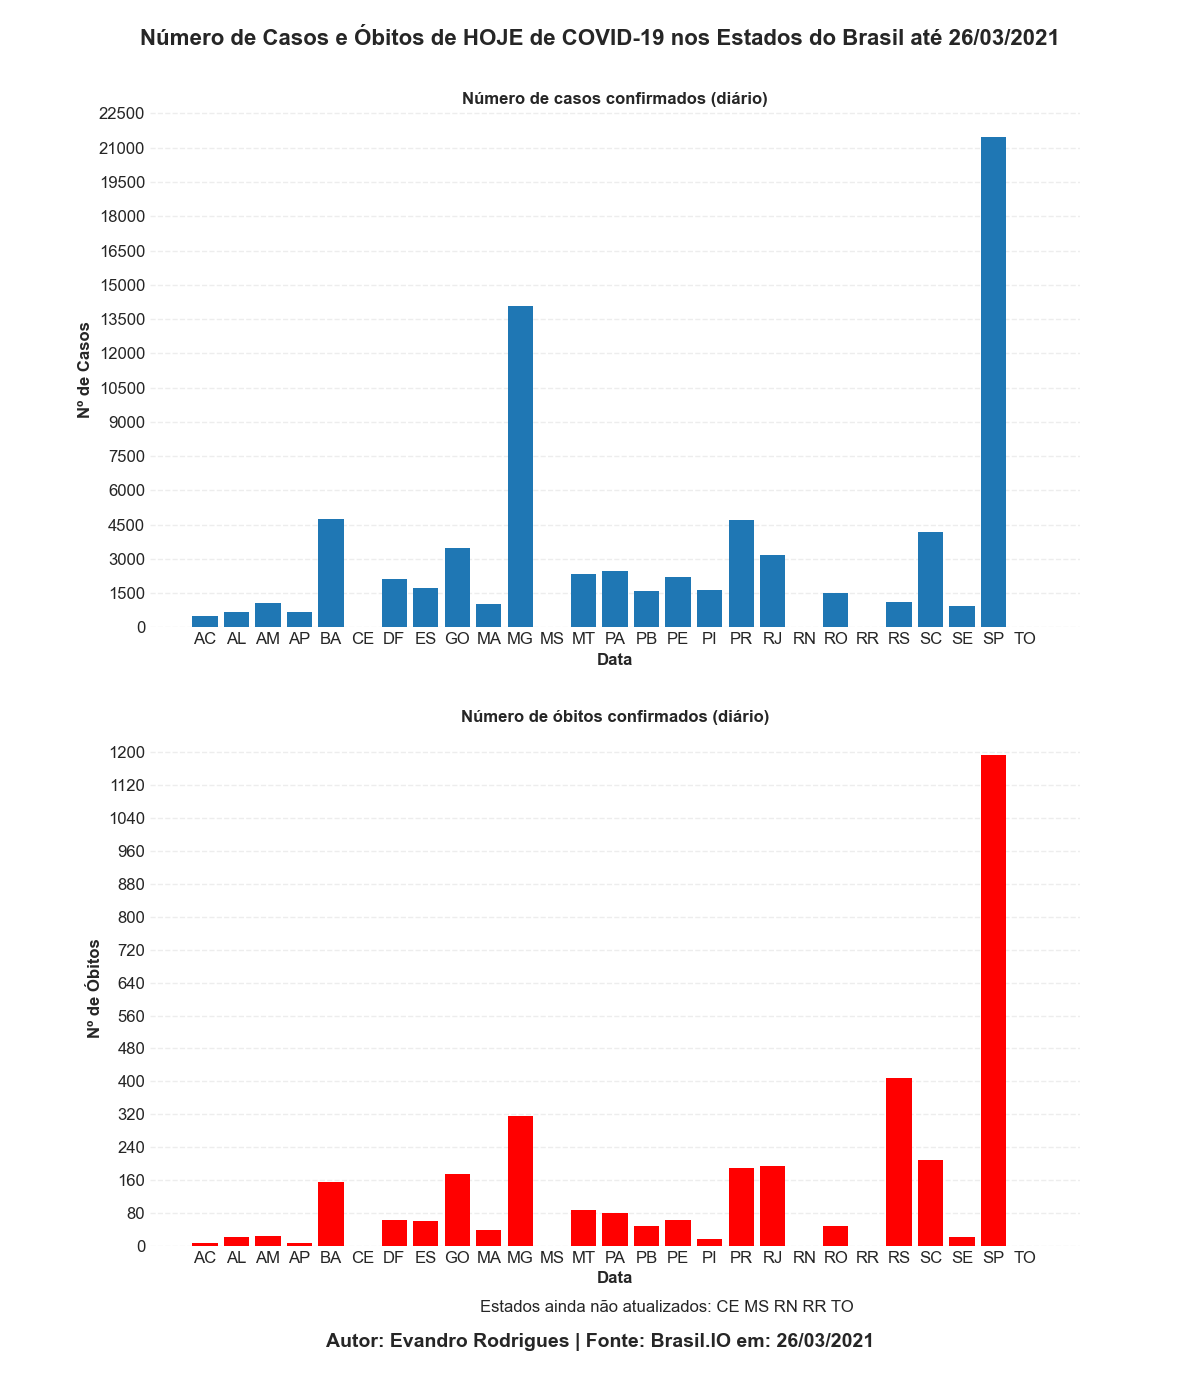 Número de Casos e Óbitos de HOJE de COVID-19 nos Estados do Brasil até 26/03/2021
Número de casos confirmados (diário)
22500
21000
19500
18000
16500
15000
13500
12000
10500
9000
7500
6000
4500
3000
1500
0
Nº de Casos
AC AL AM AP BA CE DF ES GO MA MG MS MT PA PB PE PI PR RJ RN RO RR RS SC SE SP TO
Data
Número de óbitos confirmados (diário)
1200
1120
1040
960
880
800
720
640
560
480
400
320
240
160
80
0
Nº de Óbitos
AC AL AM AP BA CE DF ES GO MA MG MS MT PA PB PE PI PR RJ RN RO RR RS SC SE SP TO
Data
Estados ainda não atualizados: CE MS RN RR TO
Autor: Evandro Rodrigues | Fonte: Brasil.IO em: 26/03/2021